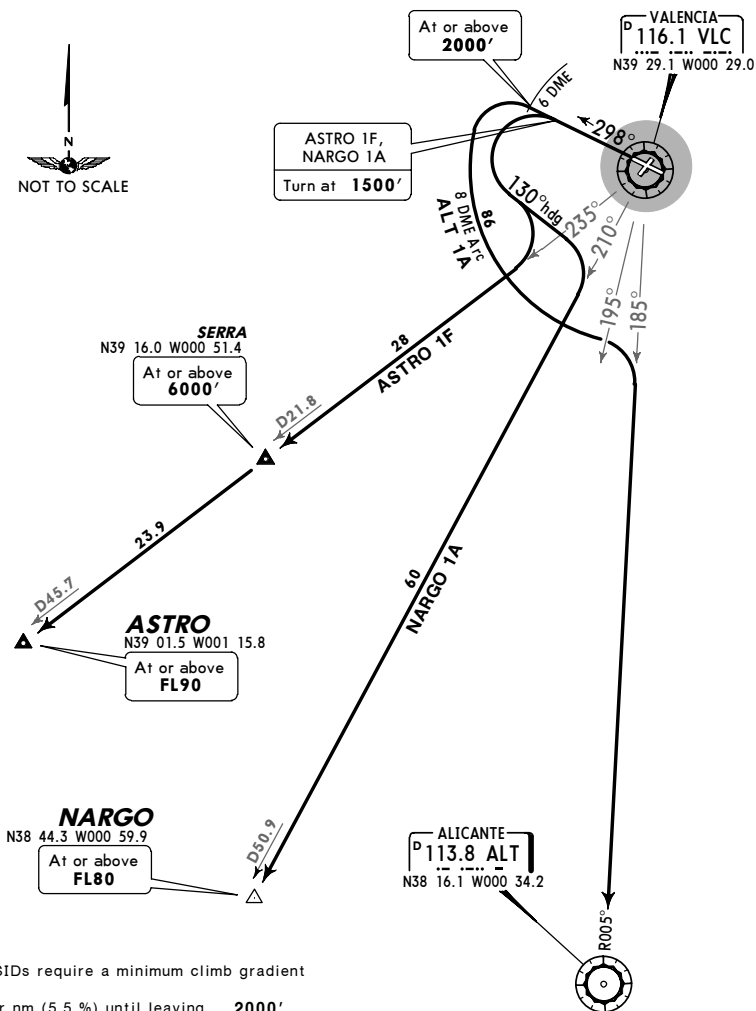 At or above
2000′
VALENCIA
D 116.1 VLC
N39 29.1 W000 29.0
6 DME
298°
N
NOT TO SCALE
ASTRO 1F,
NARGO 1A
Turn at 1500′
130°hdg
86
8 DME Arc
ALT 1A
235°
210°
195°
185°
SERRA
N39 16.0 W000 51.4
At or above
6000′
28
ASTRO 1F
D21.8
23.9
D45.7
ASTRO
N39 01.5 W001 15.8
At or above
FL90
60
NARGO 1A
NARGO
N38 44.3 W000 59.9
At or above
FL80
D50.9
ALICANTE
D 113.8 ALT
N38 16.1 W000 34.2
R005°
SIDs require a minimum climb gradient
r nm (5.5 %) until leaving 2000′